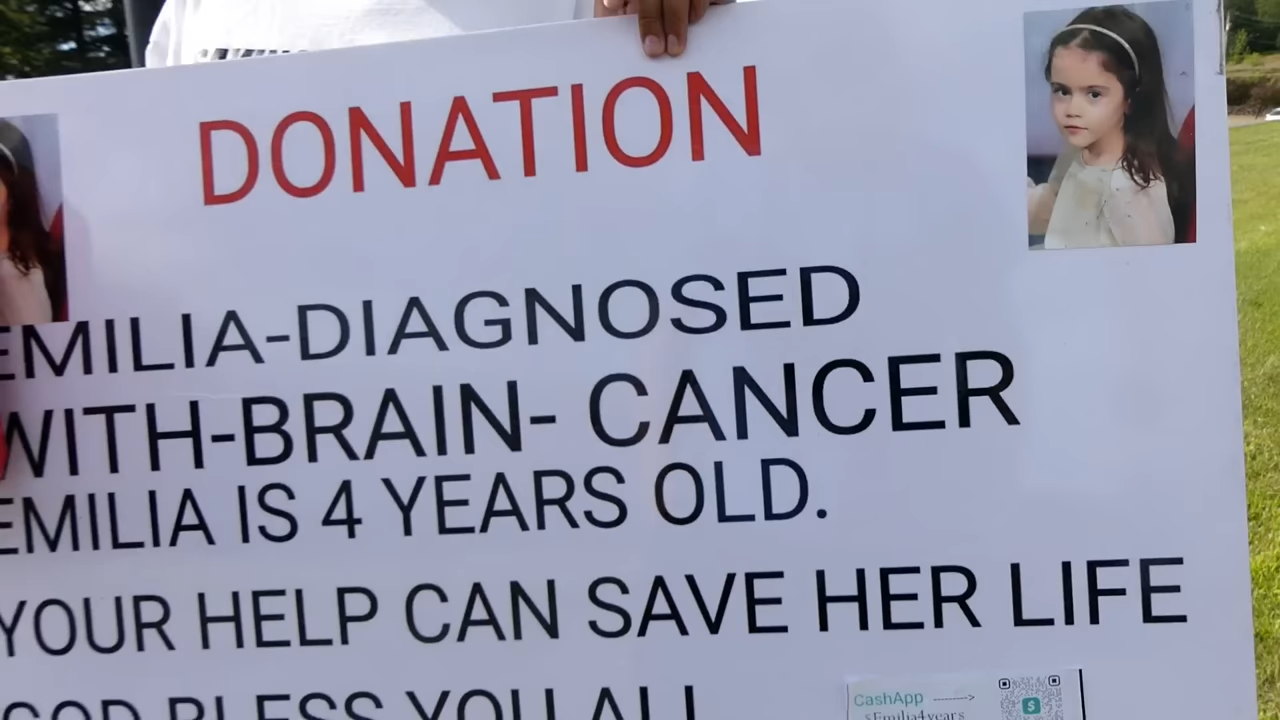 DONATION
EMILIA-DIAGNOSED
WITH-BRAIN- CANCER
EMILIA IS 4 YEARS OLD.
YOUR HELP CAN SAVE HER LIFE
GOD BLESS YOU ALL
CashApp ------->
$Emilia4years